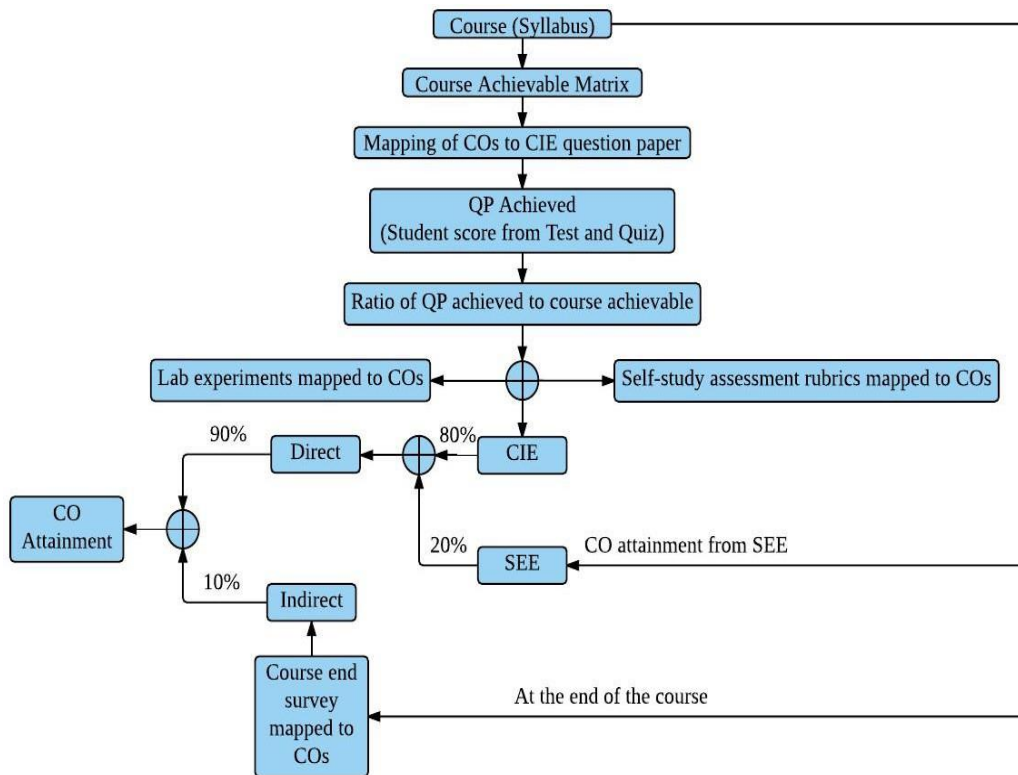 Course (Syllabus)
Course Achievable Matrix
Mapping of COs to CIE question paper
QP Achieved
(Student score from Test and Quiz)
Ratio of QP achieved to course achievable
Lab experiments mapped to COs
Self-study assessment rubrics mapped to COs
90%
Direct
80%
CIE
CO
Attainment
20%
SEE
CO attainment from SEE
10%
Indirect
Course end
survey
mapped to
COs
At the end of the course